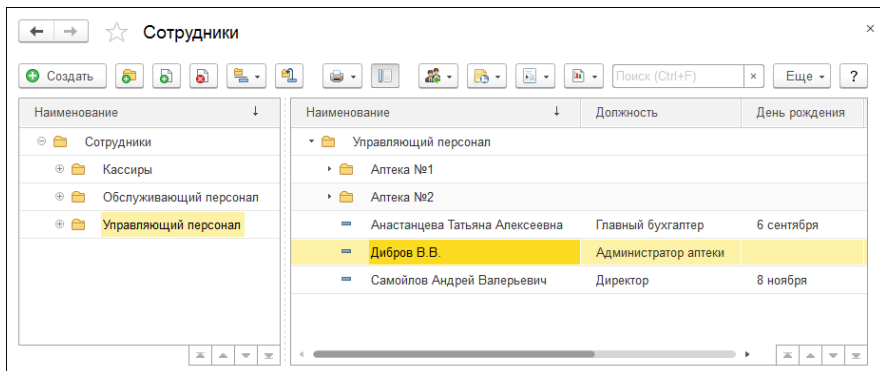 Сотрудники
Создать Поиск (Ctrl+F) × Еще ?
Наименование ↓ Наименование ↓ Должность День рождения
Сотрудники Управляющий персонал
Кассиры Аптека №1
Обслуживающий персонал Аптека №2
Управляющий персонал Анастанцева Татьяна Алексеевна Главный бухгалтер 6 сентября
Дибров В.В. Администратор аптеки
Самойлов Андрей Валерьевич Директор 8 ноября